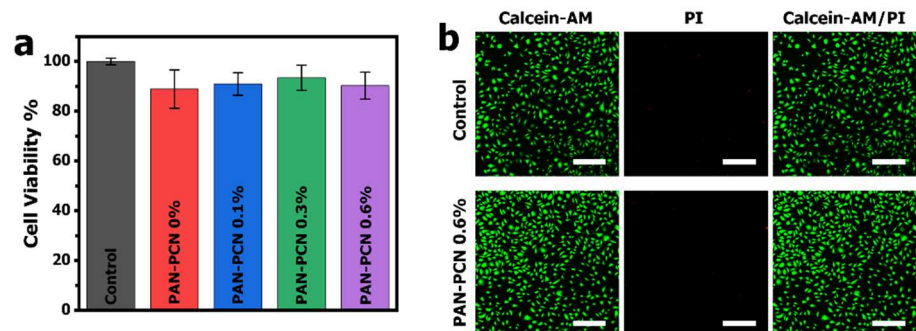 a
Cell Viability %
100
80
60
40
20
0
Control
PAN-PCN 0%
PAN-PCN 0.1%
PAN-PCN 0.3%
PAN-PCN 0.6%
b
Calcein-AM
PI
Calcein-AM/PI
Control
PAN-PCN 0.6%